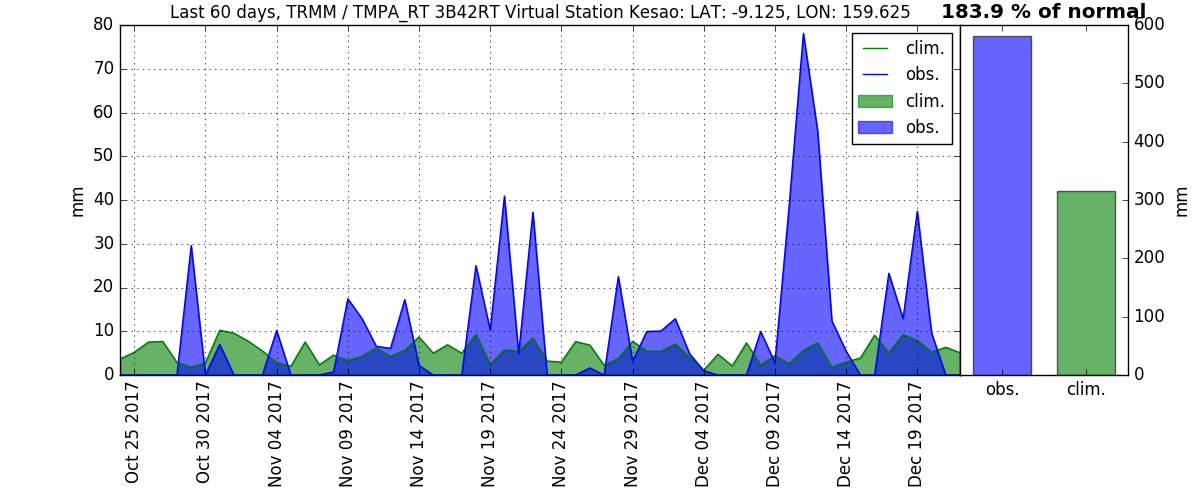 Last 60 days, TRMM / TMPA_RT 3B42RT Virtual Station Kesao: LAT: -9.125, LON: 159.625
183.9 % of normal
80
70
60
50
40
30
20
10
0
mm
clim.
obs.
clim.
obs.
Oct 25 2017
Oct 30 2017
Nov 04 2017
Nov 09 2017
Nov 14 2017
Nov 19 2017
Nov 24 2017
Nov 29 2017
Dec 04 2017
Dec 09 2017
Dec 14 2017
Dec 19 2017
600
500
400
300
200
100
0
mm
obs.
clim.